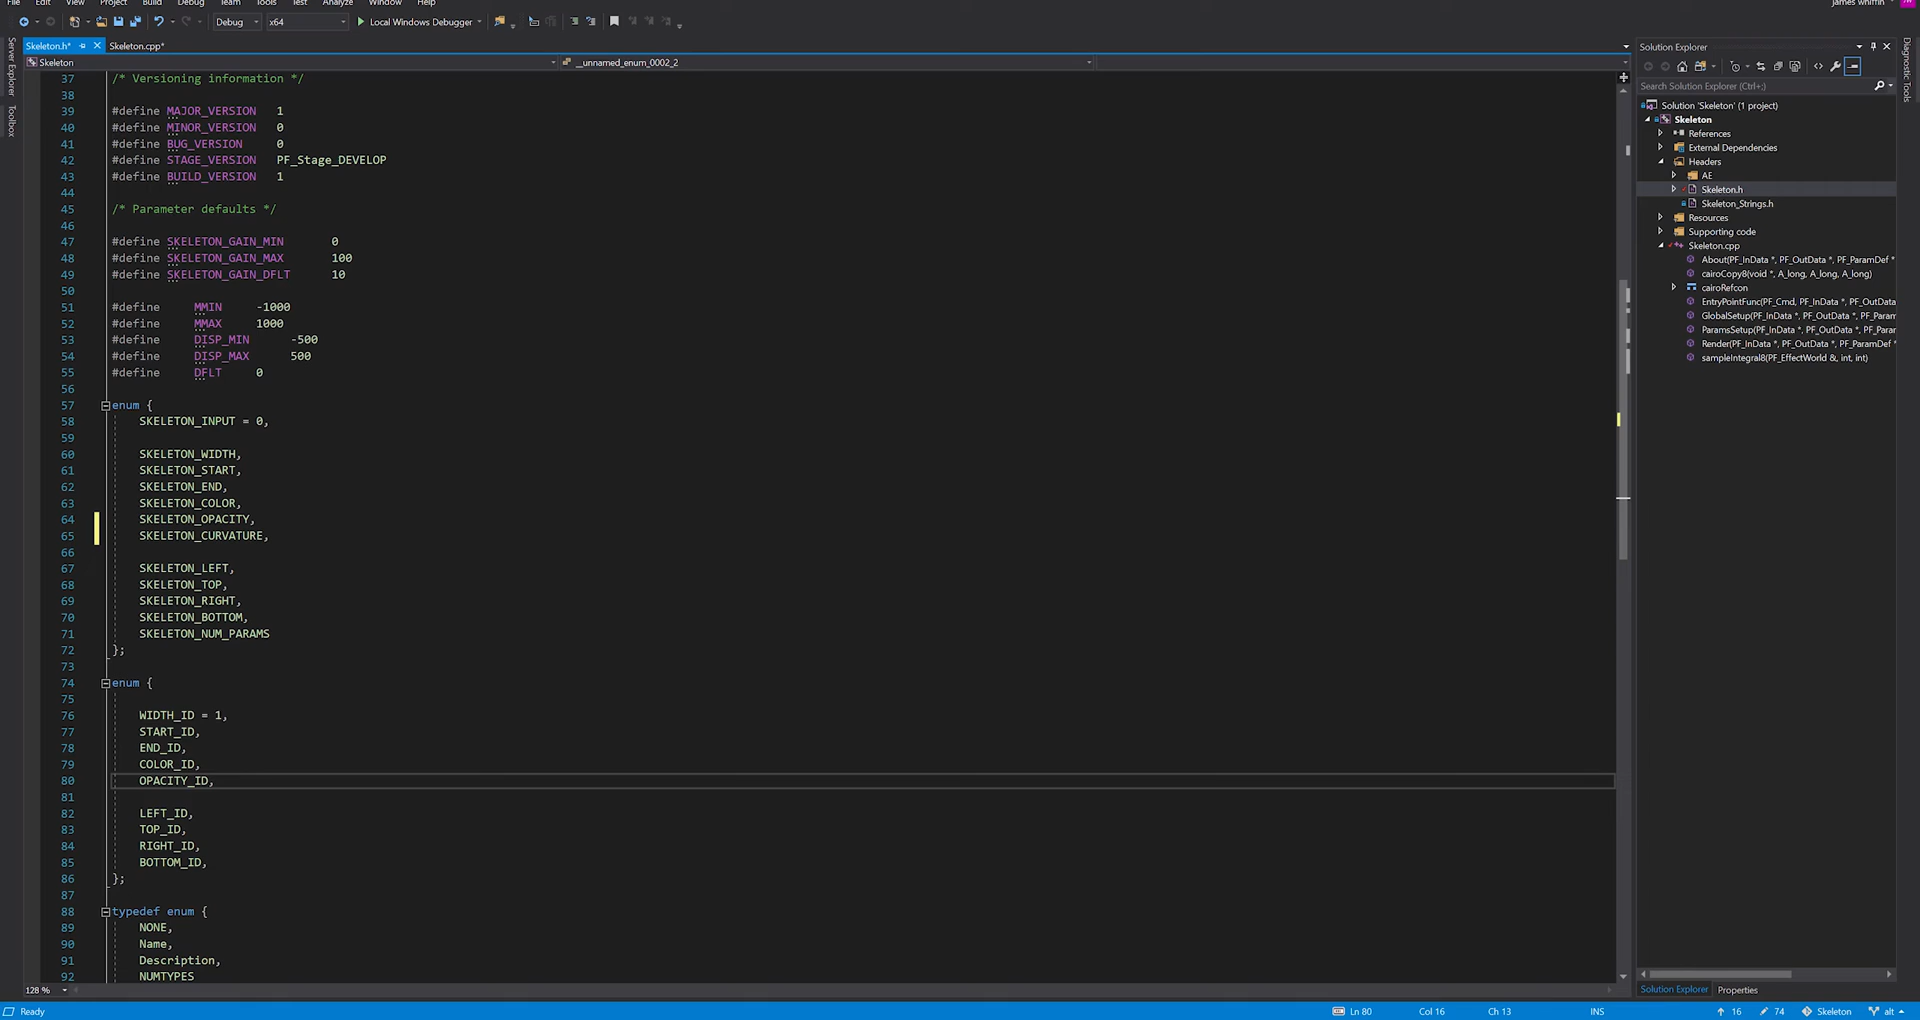 File Edit View Project Build Debug Team Tools Test Analyze Window Help
james whiffin
Debug x64 Local Windows Debugger
Skeleton.h* Skeleton.cpp*
Skeleton __unnamed_enum_0002_2
Server Explorer
Toolbox
37 /* Versioning information */
38
39 #define MAJOR_VERSION 1
40 #define MINOR_VERSION 0
41 #define BUG_VERSION 0
42 #define STAGE_VERSION PF_Stage_DEVELOP
43 #define BUILD_VERSION 1
44
45 /* Parameter defaults */
46
47 #define SKELETON_GAIN_MIN 0
48 #define SKELETON_GAIN_MAX 100
49 #define SKELETON_GAIN_DFLT 10
50
51 #define MMIN -1000
52 #define MMAX 1000
53 #define DISP_MIN -500
54 #define DISP_MAX 500
55 #define DFLT 0
56
57 enum {
58 SKELETON_INPUT = 0,
59
60 SKELETON_WIDTH,
61 SKELETON_START,
62 SKELETON_END,
63 SKELETON_COLOR,
64 SKELETON_OPACITY,
65 SKELETON_CURVATURE,
66
67 SKELETON_LEFT,
68 SKELETON_TOP,
69 SKELETON_RIGHT,
70 SKELETON_BOTTOM,
71 SKELETON_NUM_PARAMS
72 };
73
74 enum {
75
76 WIDTH_ID = 1,
77 START_ID,
78 END_ID,
79 COLOR_ID,
80 OPACITY_ID,
81
82 LEFT_ID,
83 TOP_ID,
84 RIGHT_ID,
85 BOTTOM_ID,
86 };
87
88 typedef enum {
89 NONE,
90 Name,
91 Description,
92 NUMTYPES
128 %
Solution Explorer
Search Solution Explorer (Ctrl+;)
Solution 'Skeleton' (1 project)
Skeleton
References
External Dependencies
Headers
AE
Skeleton.h
Skeleton_Strings.h
Resources
Supporting code
Skeleton.cpp
About(PF_InData *, PF_OutData *, PF_ParamDef *
cairoCopy8(void *, A_long, A_long, A_long)
cairoRefcon
EntryPointFunc(PF_Cmd, PF_InData *, PF_OutData
GlobalSetup(PF_InData *, PF_OutData *, PF_Param
ParamsSetup(PF_InData *, PF_OutData *, PF_Parar
Render(PF_InData *, PF_OutData *, PF_ParamDef *
sampleIntegral8(PF_EffectWorld &, int, int)
Solution Explorer Properties
Diagnostic Tools
Ready Ln 80 Col 16 Ch 13 INS 16 74 Skeleton alt